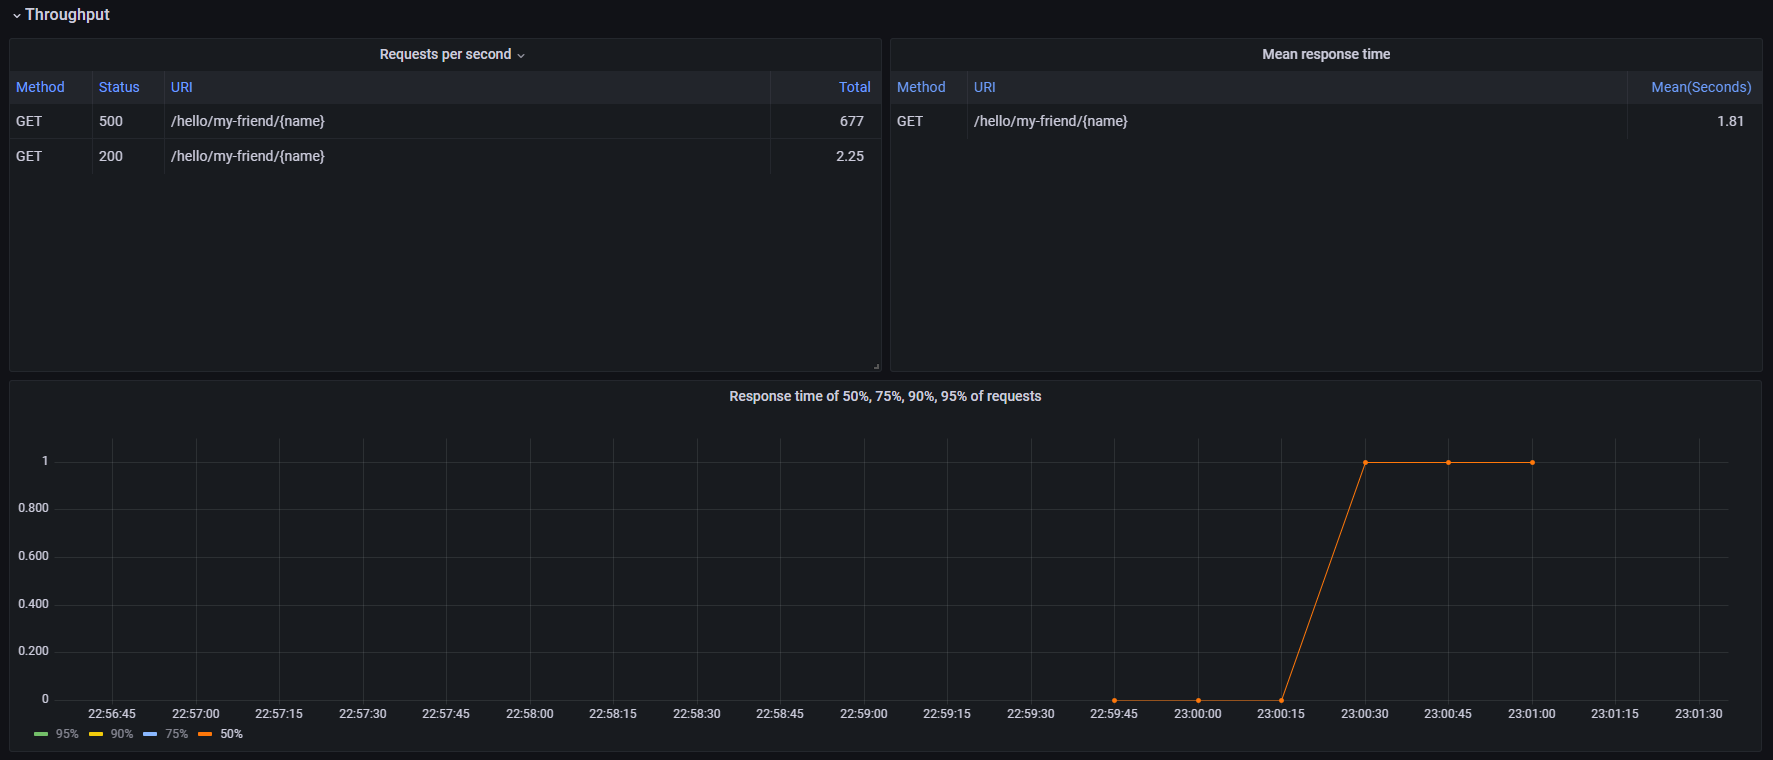 Throughput
Requests per second
Method Status URI Total
GET 500 /hello/my-friend/{name} 677
GET 200 /hello/my-friend/{name} 2.25
Mean response time
Method URI Mean(Seconds)
GET /hello/my-friend/{name} 1.81
Response time of 50%, 75%, 90%, 95% of requests
1
0.800
0.600
0.400
0.200
0
22:56:45 22:57:00 22:57:15 22:57:30 22:57:45 22:58:00 22:58:15 22:58:30 22:58:45 22:59:00 22:59:15 22:59:30 22:59:45 23:00:00 23:00:15 23:00:30 23:00:45 23:01:00 23:01:15 23:01:30
95% 90% 75% 50%